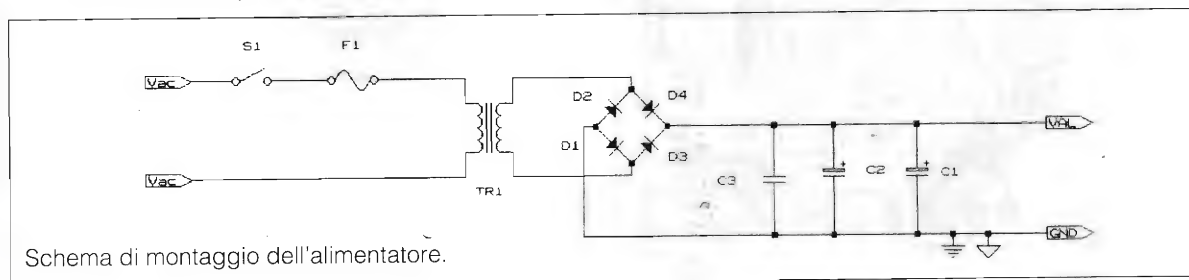 S1 F1
Vac
D2 D4
VAL
D1 D3
C3 C2 C1
Vac
TR1
GND
Schema di montaggio dell'alimentatore.